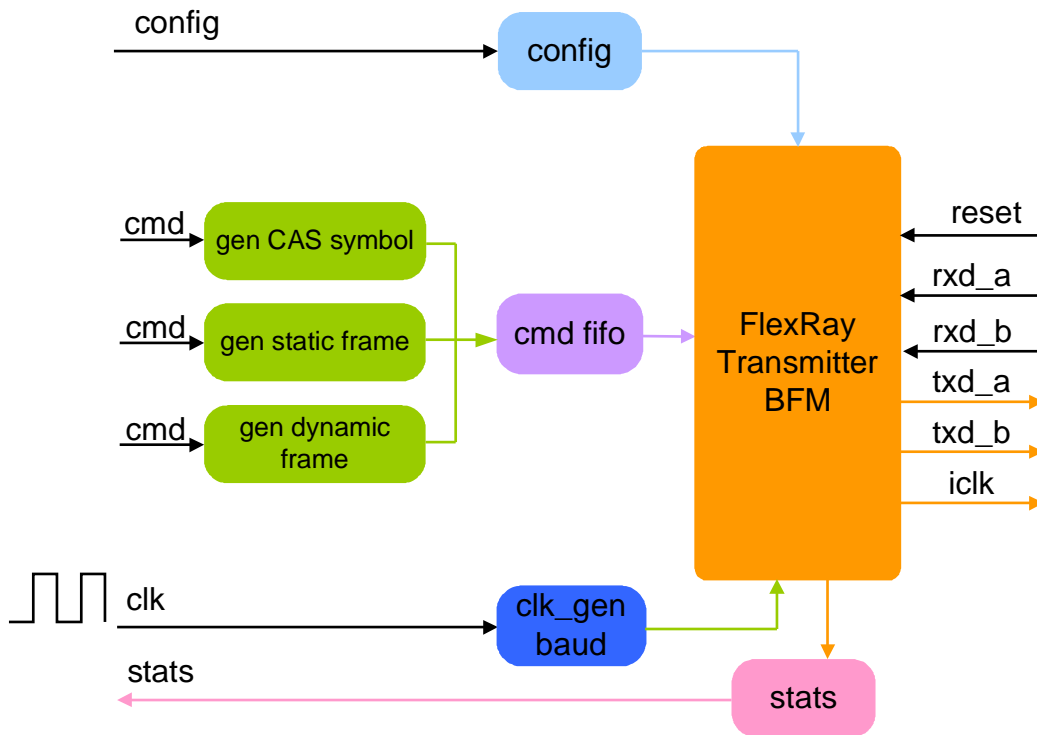 config
config
cmd
gen CAS symbol
cmd
gen static frame
cmd
gen dynamic
frame
cmd fifo
FlexRay
Transmitter
BFM
reset
rxd_a
rxd_b
txd_a
txd_b
iclk
clk
clk_gen
baud
stats
stats